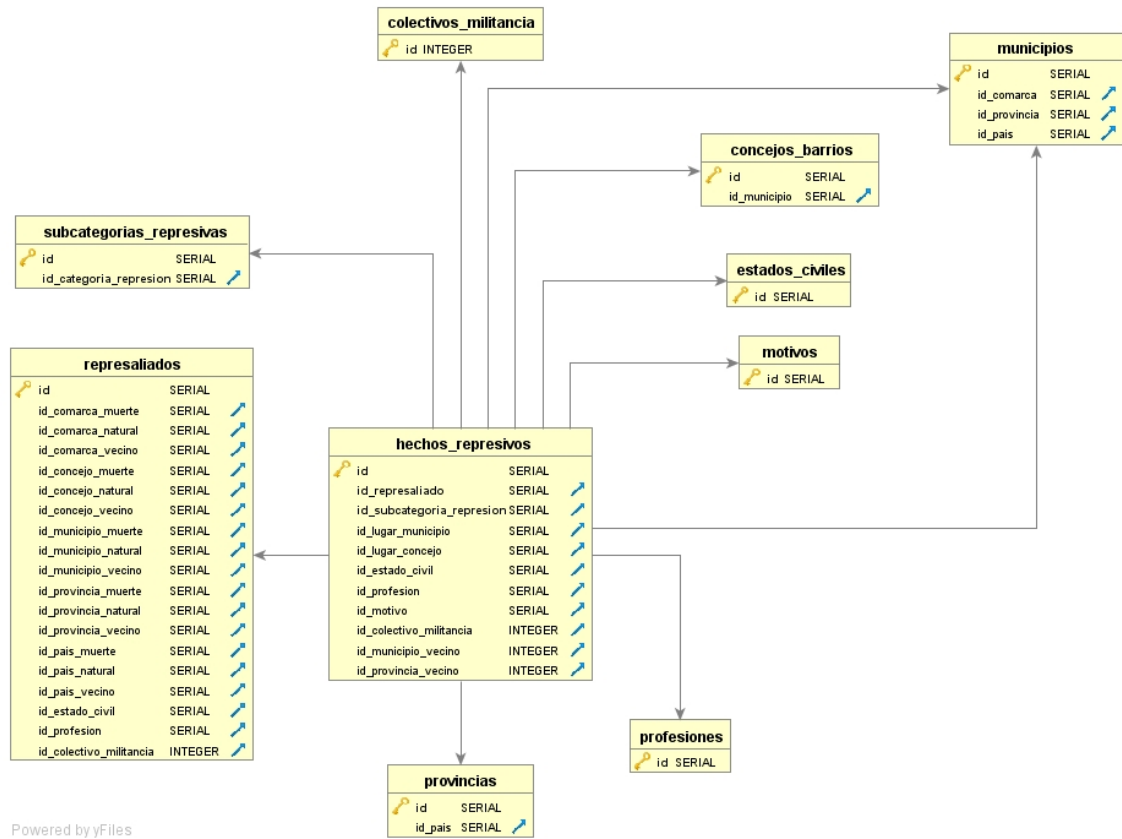 colectivos_militancia
id INTEGER
municipios
id SERIAL
id_comarca SERIAL
id_provincia SERIAL
id_pais SERIAL
concejos_barrios
id SERIAL
id_municipio SERIAL
subcategorias_represivas
id SERIAL
id_categoria_represion SERIAL
estados_civiles
id SERIAL
motivos
id SERIAL
represaliados
id SERIAL
id_comarca_muerte SERIAL
id_comarca_natural SERIAL
id_comarca_vecino SERIAL
id_concejo_muerte SERIAL
id_concejo_natural SERIAL
id_concejo_vecino SERIAL
id_municipio_muerte SERIAL
id_municipio_natural SERIAL
id_municipio_vecino SERIAL
id_provincia_muerte SERIAL
id_provincia_natural SERIAL
id_provincia_vecino SERIAL
id_pais_muerte SERIAL
id_pais_natural SERIAL
id_pais_vecino SERIAL
id_estado_civil SERIAL
id_profesion SERIAL
id_colectivo_militancia INTEGER
hechos_represivos
id SERIAL
id_represaliado SERIAL
id_subcategoria_represion SERIAL
id_lugar_municipio SERIAL
id_lugar_concejo SERIAL
id_estado_civil SERIAL
id_profesion SERIAL
id_motivo SERIAL
id_colectivo_militancia INTEGER
id_municipio_vecino INTEGER
id_provincia_vecino INTEGER
profesiones
id SERIAL
provincias
id SERIAL
id_pais SERIAL
Powered by yFiles